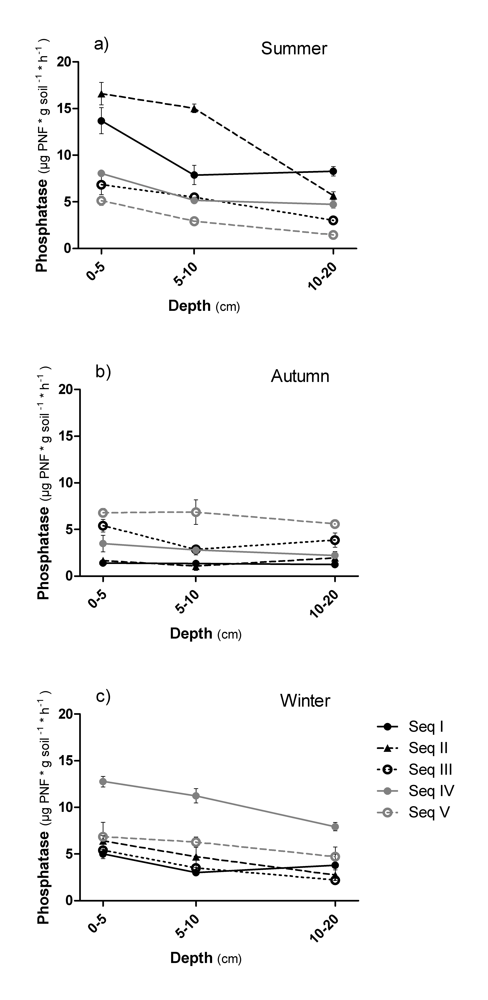 a)
Summer
Phosphatase (µg PNF * g soil -1 * h-1 )
20
15
10
5
0
0-5
5-10
10-20
Depth (cm)
b)
Autumn
Phosphatase (µg PNF * g soil -1 * h-1 )
20
15
10
5
0
0-5
5-10
10-20
Depth (cm)
c)
Winter
Phosphatase (µg PNF * g soil -1 * h-1 )
20
15
10
5
0
0-5
5-10
10-20
Depth (cm)
Seq I
Seq II
Seq III
Seq IV
Seq V